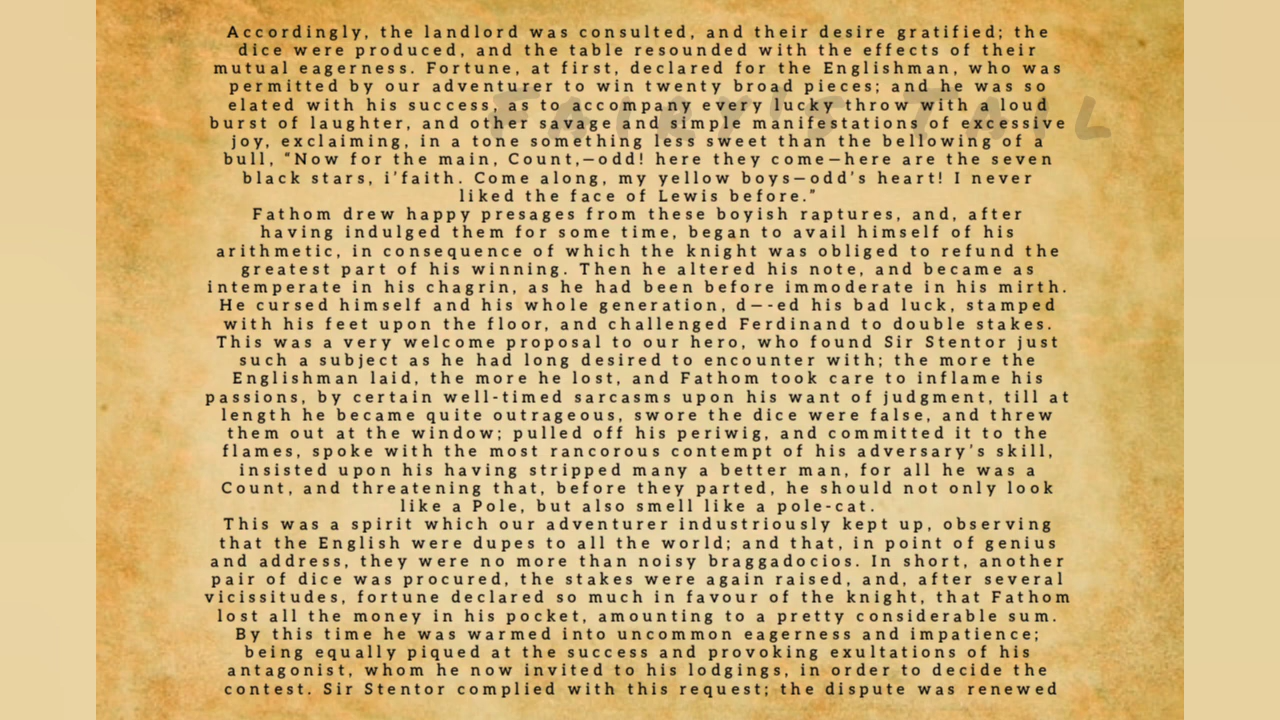 Accordingly, the landlord was consulted, and their desire gratified; the
dice were produced, and the table resounded with the effects of their
mutual eagerness. Fortune, at first, declared for the Englishman, who was
permitted by our adventurer to win twenty broad pieces; and he was so
elated with his success, as to accompany every lucky throw with a loud
burst of laughter, and other savage and simple manifestations of excessive
joy, exclaiming, in a tone something less sweet than the bellowing of a
bull, “Now for the main, Count,—odd! here they come—here are the seven
black stars, i’faith. Come along, my yellow boys—odd’s heart! I never
liked the face of Lewis before.”
Fathom drew happy presages from these boyish raptures, and, after
having indulged them for some time, began to avail himself of his
arithmetic, in consequence of which the knight was obliged to refund the
greatest part of his winning. Then he altered his note, and became as
intemperate in his chagrin, as he had been before immoderate in his mirth.
He cursed himself and his whole generation, d—-ed his bad luck, stamped
with his feet upon the floor, and challenged Ferdinand to double stakes.
This was a very welcome proposal to our hero, who found Sir Stentor just
such a subject as he had long desired to encounter with; the more the
Englishman laid, the more he lost, and Fathom took care to inflame his
passions, by certain well-timed sarcasms upon his want of judgment, till at
length he became quite outrageous, swore the dice were false, and threw
them out at the window; pulled off his periwig, and committed it to the
flames, spoke with the most rancorous contempt of his adversary’s skill,
insisted upon his having stripped many a better man, for all he was a
Count, and threatening that, before they parted, he should not only look
like a Pole, but also smell like a pole-cat.
This was a spirit which our adventurer industriously kept up, observing
that the English were dupes to all the world; and that, in point of genius
and address, they were no more than noisy braggadocios. In short, another
pair of dice was procured, the stakes were again raised, and, after several
vicissitudes, fortune declared so much in favour of the knight, that Fathom
lost all the money in his pocket, amounting to a pretty considerable sum.
By this time he was warmed into uncommon eagerness and impatience;
being equally piqued at the success and provoking exultations of his
antagonist, whom he now invited to his lodgings, in order to decide the
contest. Sir Stentor complied with this request; the dispute was renewed